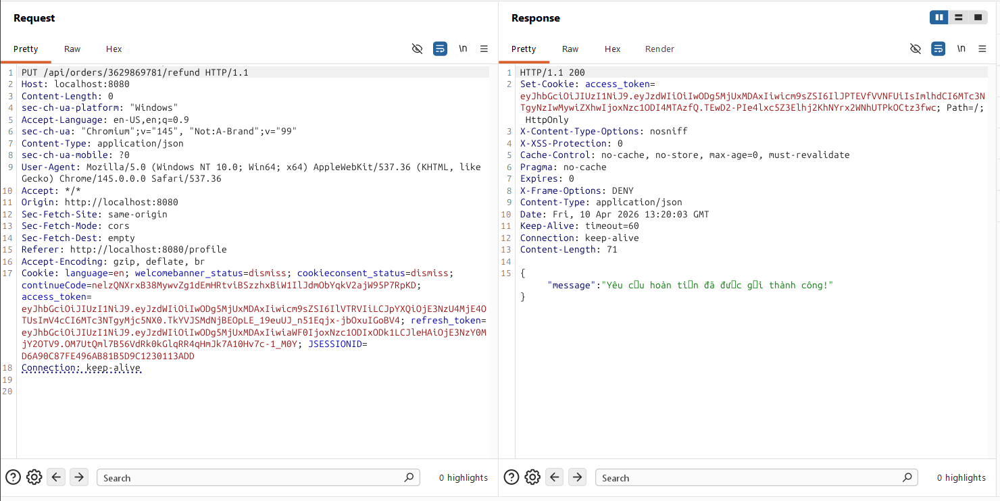 Request
Pretty
Raw
Hex
\n
1 PUT /api/orders/3629869781/refund HTTP/1.1
2 Host: localhost:8080
3 Content-Length: 0
4 sec-ch-ua-platform: "Windows"
5 Accept-Language: en-US,en;q=0.9
6 sec-ch-ua: "Chromium";v="145", "Not:A-Brand";v="99"
7 Content-Type: application/json
8 sec-ch-ua-mobile: ?0
9 User-Agent: Mozilla/5.0 (Windows NT 10.0; Win64; x64) AppleWebKit/537.36 (KHTML, like
Gecko) Chrome/145.0.0.0 Safari/537.36
10 Accept: */*
11 Origin: http://localhost:8080
12 Sec-Fetch-Site: same-origin
13 Sec-Fetch-Mode: cors
14 Sec-Fetch-Dest: empty
15 Referer: http://localhost:8080/profile
16 Accept-Encoding: gzip, deflate, br
17 Cookie: language=en; welcomebanner_status=dismiss; cookieconsent_status=dismiss;
continueCode=nelzQNXrxB38MywvZg1dEmHRtviBSzzhxBiW1IlJdmObYqkV2ajW95P7RpKD;
access_token=
eyJhbGciOiJIUzI1NiJ9.eyJzdWIiOiIwODg5MjUxMDAxIiwicm9sZSI6IlVTRVIiLCJpYXQiOjE3NzU4MjE4O
TUsImV4cCI6MTc3NTgyMjc5NX0.TkYVJSMdNjBEOpLE_19euUJ_n51Eqjx-jbOxuIGoBV4; refresh_token=
eyJhbGciOiJIUzI1NiJ9.eyJzdWIiOiIwODg5MjUxMDAxIiwiaWF0IjoxNzc1ODIxODk1LCJleHAiOjE3NzY0M
jY2OTV9.OM7UtQml7B56VdRk0kGlqRR4qHmJk7A10Hv7c-1_M0Y; JSESSIONID=
D6A90C87FE496AB81B5D9C1230113ADD
18 Connection: keep-alive
19
20
Search
0 highlights
Response
Pretty
Raw
Hex
Render
\n
1 HTTP/1.1 200
2 Set-Cookie: access_token=
eyJhbGciOiJIUzI1NiJ9.eyJzdWIiOiIwODg5MjUxMDAxIiwicm9sZSI6IlJPTEVfVVNFUiIsImlhdCI6MTc3N
TgyNzIwMywiZXhwIjoxNzc1ODI4MTAzfQ.TEwD2-PIe4lxc5Z3Elhj2KhNYrx2WNhUTPkOCtz3fwc; Path=/;
HttpOnly
3 X-Content-Type-Options: nosniff
4 X-XSS-Protection: 0
5 Cache-Control: no-cache, no-store, max-age=0, must-revalidate
6 Pragma: no-cache
7 Expires: 0
8 X-Frame-Options: DENY
9 Content-Type: application/json
10 Date: Fri, 10 Apr 2026 13:20:03 GMT
11 Keep-Alive: timeout=60
12 Connection: keep-alive
13 Content-Length: 71
14
15 {
"message":"Yêu c▯u hoàn ti▯n đã đư▯c g▯i thành công!"
}
Search
0 highlights